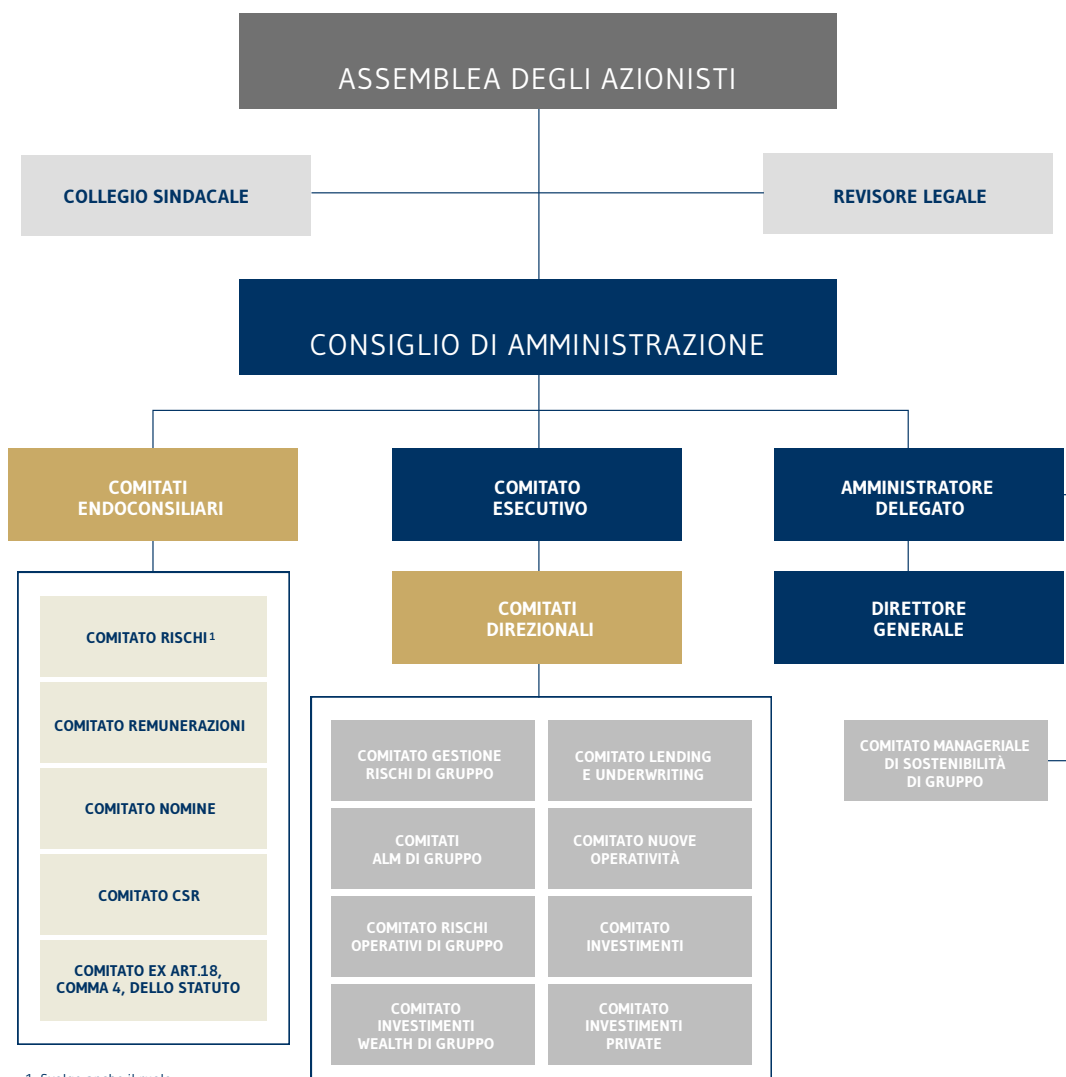 ASSEMBLEA DEGLI AZIONISTI
COLLEGIO SINDACALE
REVISORE LEGALE
CONSIGLIO DI AMMINISTRAZIONE
COMITATI
ENDOCONSILIARI
COMITATO
ESECUTIVO
AMMINISTRATORE
DELEGATO
COMITATI
DIREZIONALI
DIRETTORE
GENERALE
COMITATO RISCHI¹
COMITATO REMUNERAZIONI
COMITATO NOMINE
COMITATO CSR
COMITATO EX ART.18,
COMMA 4, DELLO STATUTO
COMITATO GESTIONE
RISCHI DI GRUPPO
COMITATO LENDING
E UNDERWRITING
COMITATI
ALM DI GRUPPO
COMITATO NUOVE
OPERATIVITÀ
COMITATO RISCHI
OPERATIVI DI GRUPPO
COMITATO
INVESTIMENTI
COMITATO
INVESTIMENTI
WEALTH DI GRUPPO
COMITATO
INVESTIMENTI
PRIVATE
COMITATO MANAGERIALE
DI SOSTENIBILITÀ
DI GRUPPO